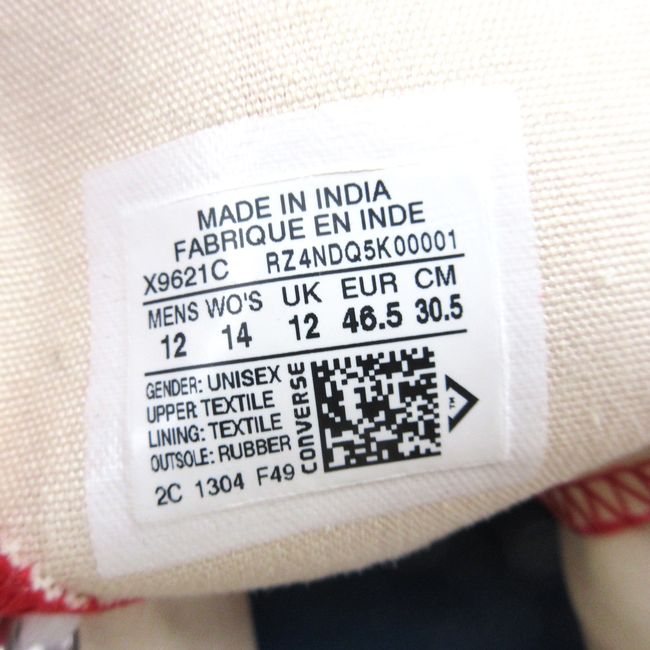 MADE IN INDIA
FABRIQUE EN INDE
X9621C RZ4NDQ5K00001
MENS WO'S UK EUR CM
12 14 12 46.5 30.5
GENDER: UNISEX
UPPER: TEXTILE
LINING: TEXTILE
OUTSOLE: RUBBER
2C 1304 F49
CONVERSE
TM